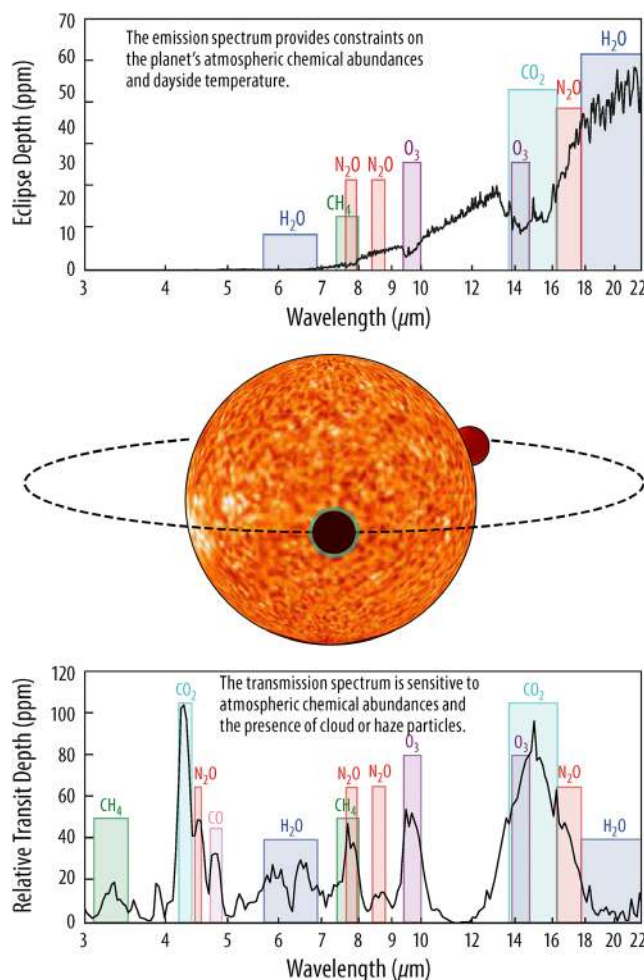 70
60
50
40
30
20
10
0
Eclipse Depth (ppm)
The emission spectrum provides constraints on
the planet's atmospheric chemical abundances
and dayside temperature.
H₂O
CH₄
N₂O
N₂O
O₃
O₃
CO₂
N₂O
H₂O
3 4 5 6 7 8 9 10 12 14 16 18 20 22
Wavelength (μm)
120
100
80
60
40
20
0
Relative Transit Depth (ppm)
The transmission spectrum is sensitive to
atmospheric chemical abundances and
the presence of cloud or haze particles.
CH₄
CO₂
N₂O
CO
H₂O
CH₄
N₂O
N₂O
O₃
O₃
CO₂
N₂O
H₂O
3 4 5 6 7 8 9 10 12 14 16 18 20 22
Wavelength (μm)